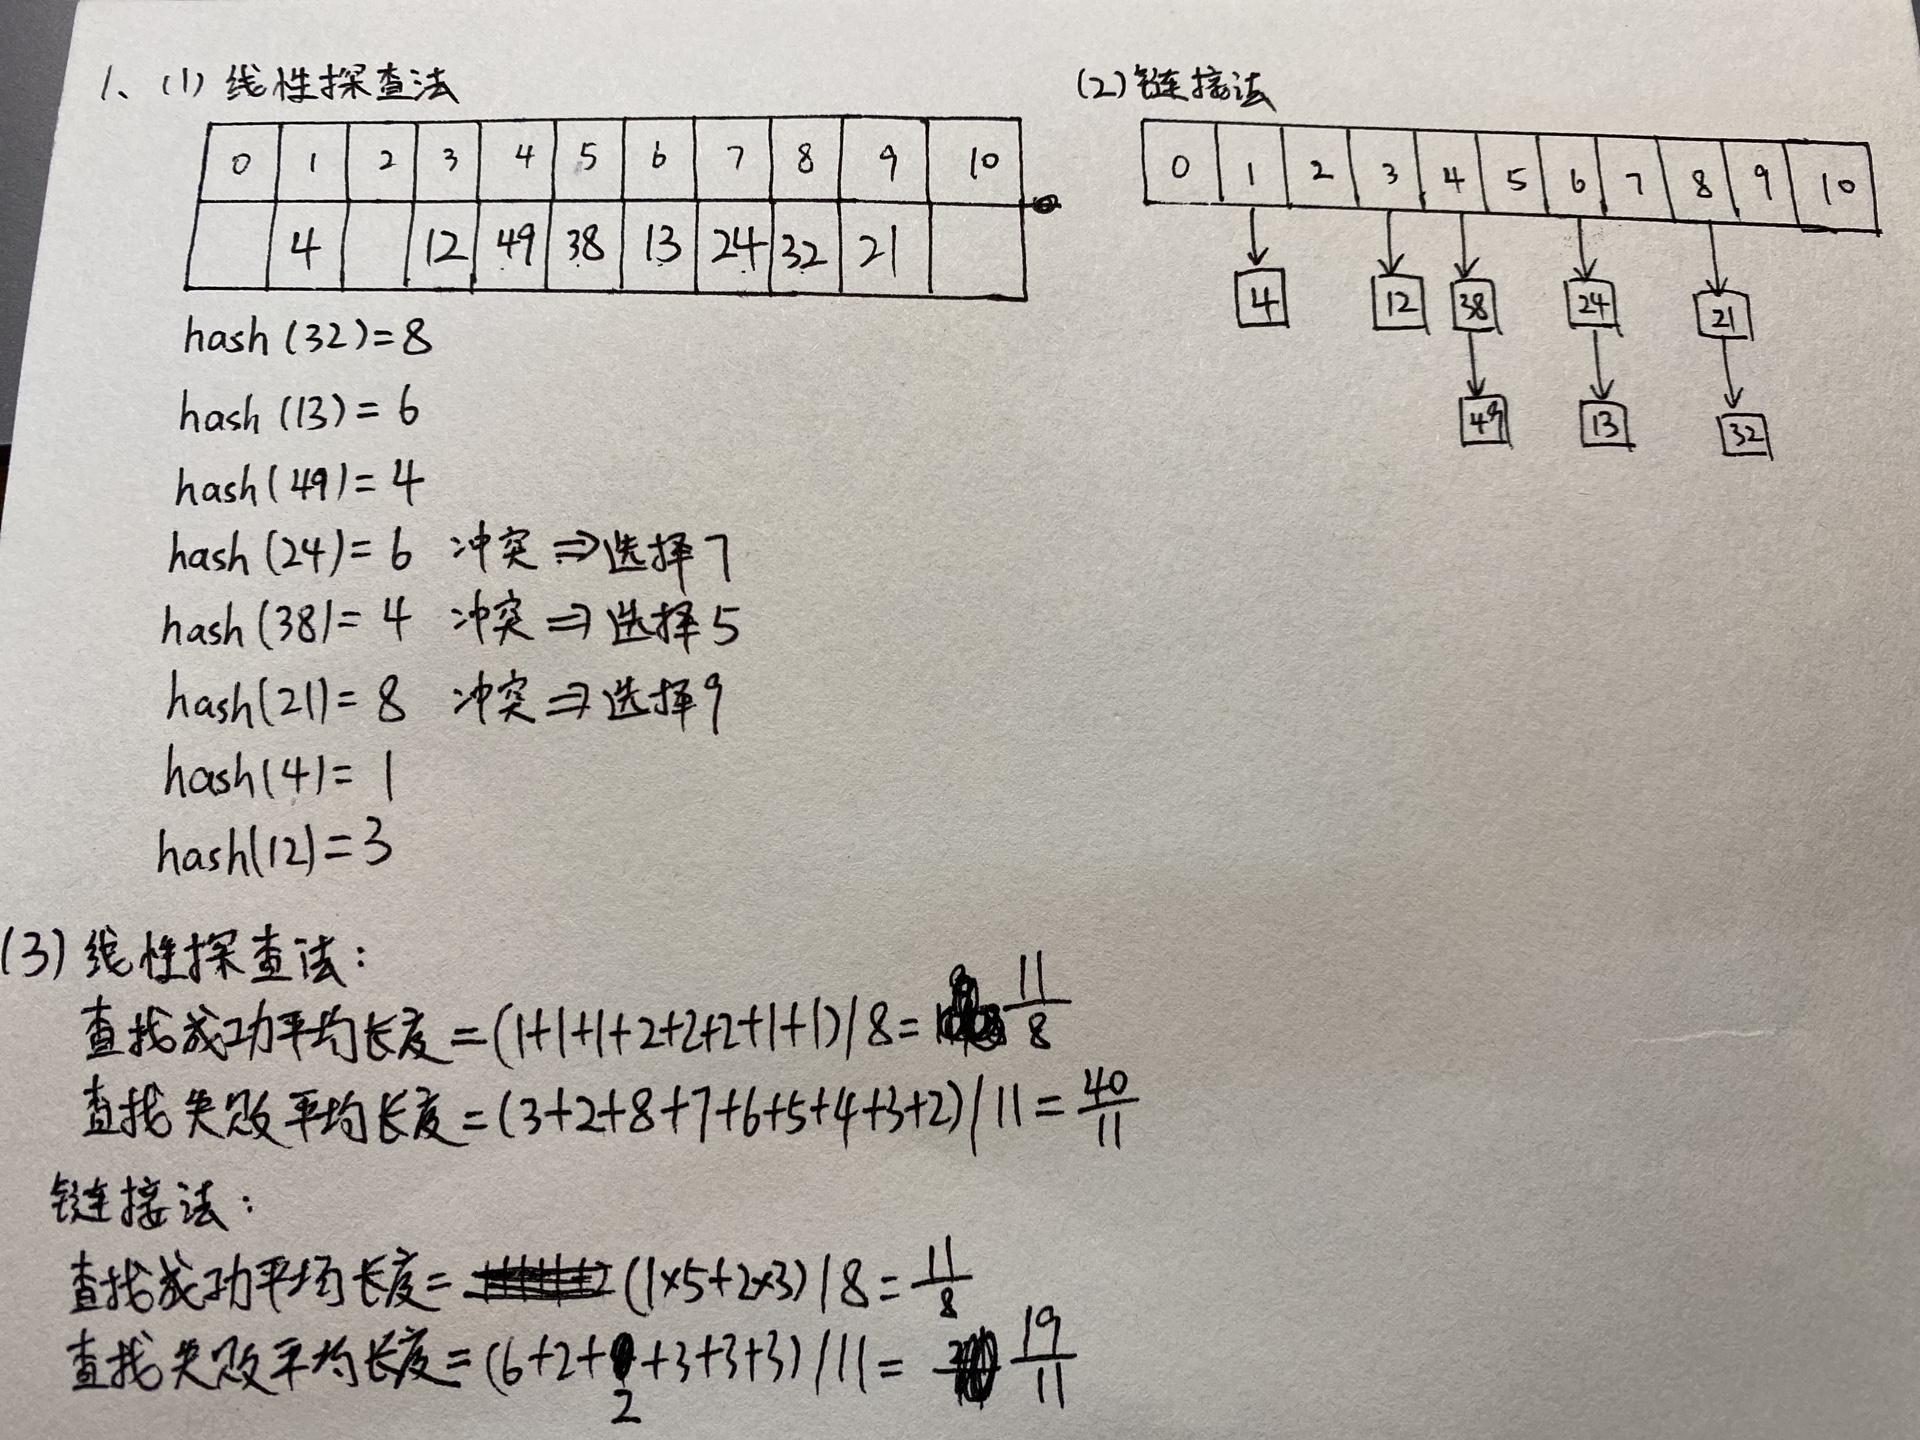 1、(1) 线性探查法
0 1 2 3 4 5 6 7 8 9 10
4 12 49 38 13 24 32 21
hash(32)=8
hash(13)=6
hash(49)=4
hash(24)=6 冲突⇒选择7
hash(38)=4 冲突⇒选择5
hash(21)=8 冲突⇒选择9
hash(4)=1
hash(12)=3
(2)链接法
0 1 2 3 4 5 6 7 8 9 10
4 12 38 24 21
49 13 32
(3)线性探查法:
查找成功平均长度=(1+1+1+2+2+2+1+1)/8= 11/8
查找失败平均长度=(3+2+8+7+6+5+4+3+2)/11=40/11
链接法:
查找成功平均长度= (1×5+2×3)/8=11/8
查找失败平均长度=(6+2+2+3+3+3)/11= 19/11